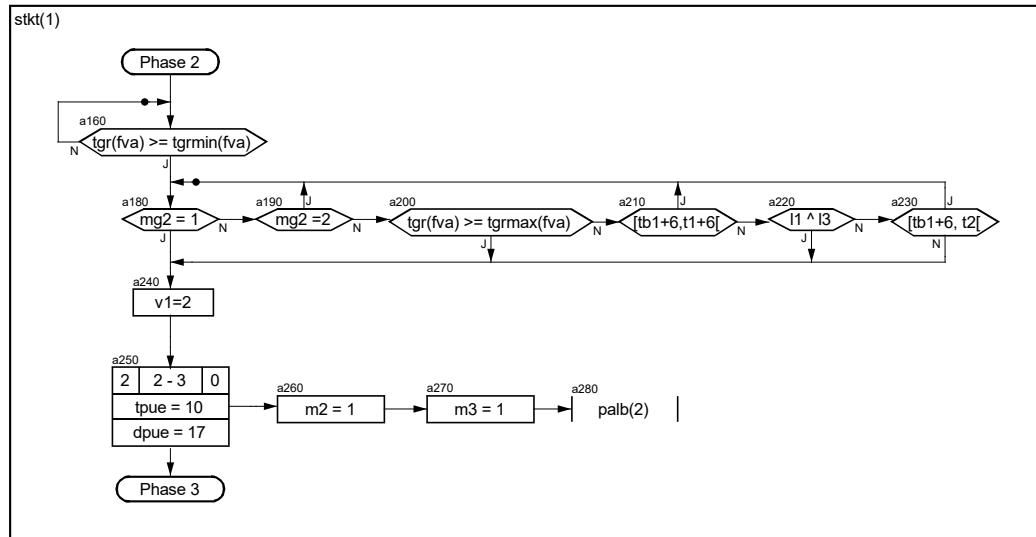 stkt(1)
Phase 2
a160
tgr(fva) >= tgrmin(fva)
N
J
a180
mg2 = 1
N
J
a190
mg2 =2
J
N
a200
tgr(fva) >= tgrmax(fva)
N
J
a210
[tb1+6,t1+6[
J
N
a220
l1 ^ l3
N
J
a230
[tb1+6, t2[
J
N
a240
v1=2
a250
2 2 - 3 0
tpue = 10
dpue = 17
a260
m2 = 1
a270
m3 = 1
a280
palb(2)
Phase 3